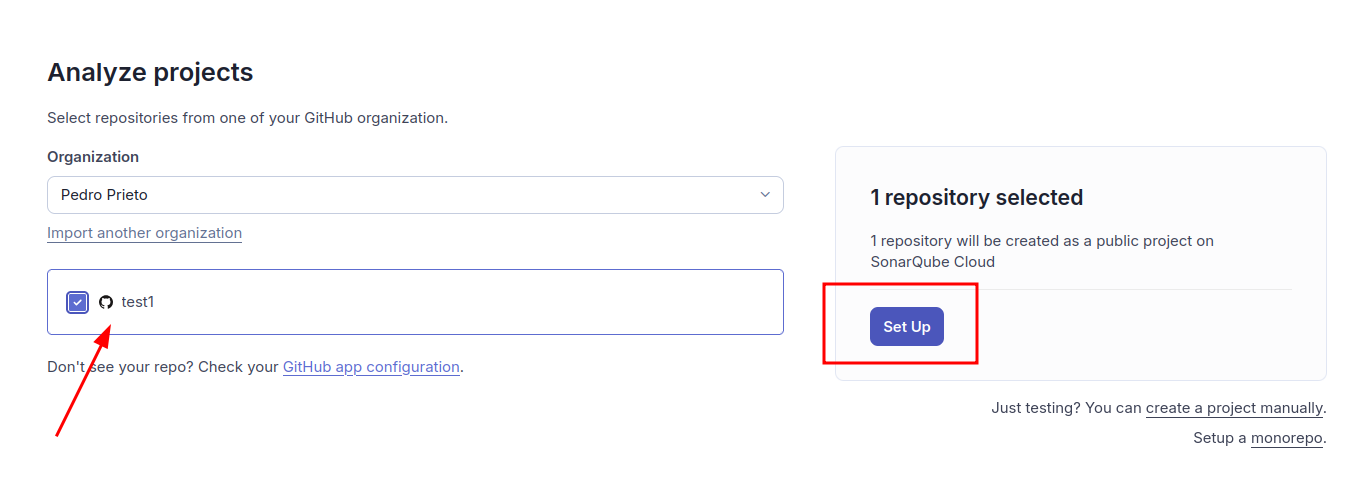 Analyze projects
Select repositories from one of your GitHub organization.
Organization
Pedro Prieto
Import another organization
test1
Don't see your repo? Check your GitHub app configuration.
1 repository selected
1 repository will be created as a public project on
SonarQube Cloud
Set Up
Just testing? You can create a project manually.
Setup a monorepo.